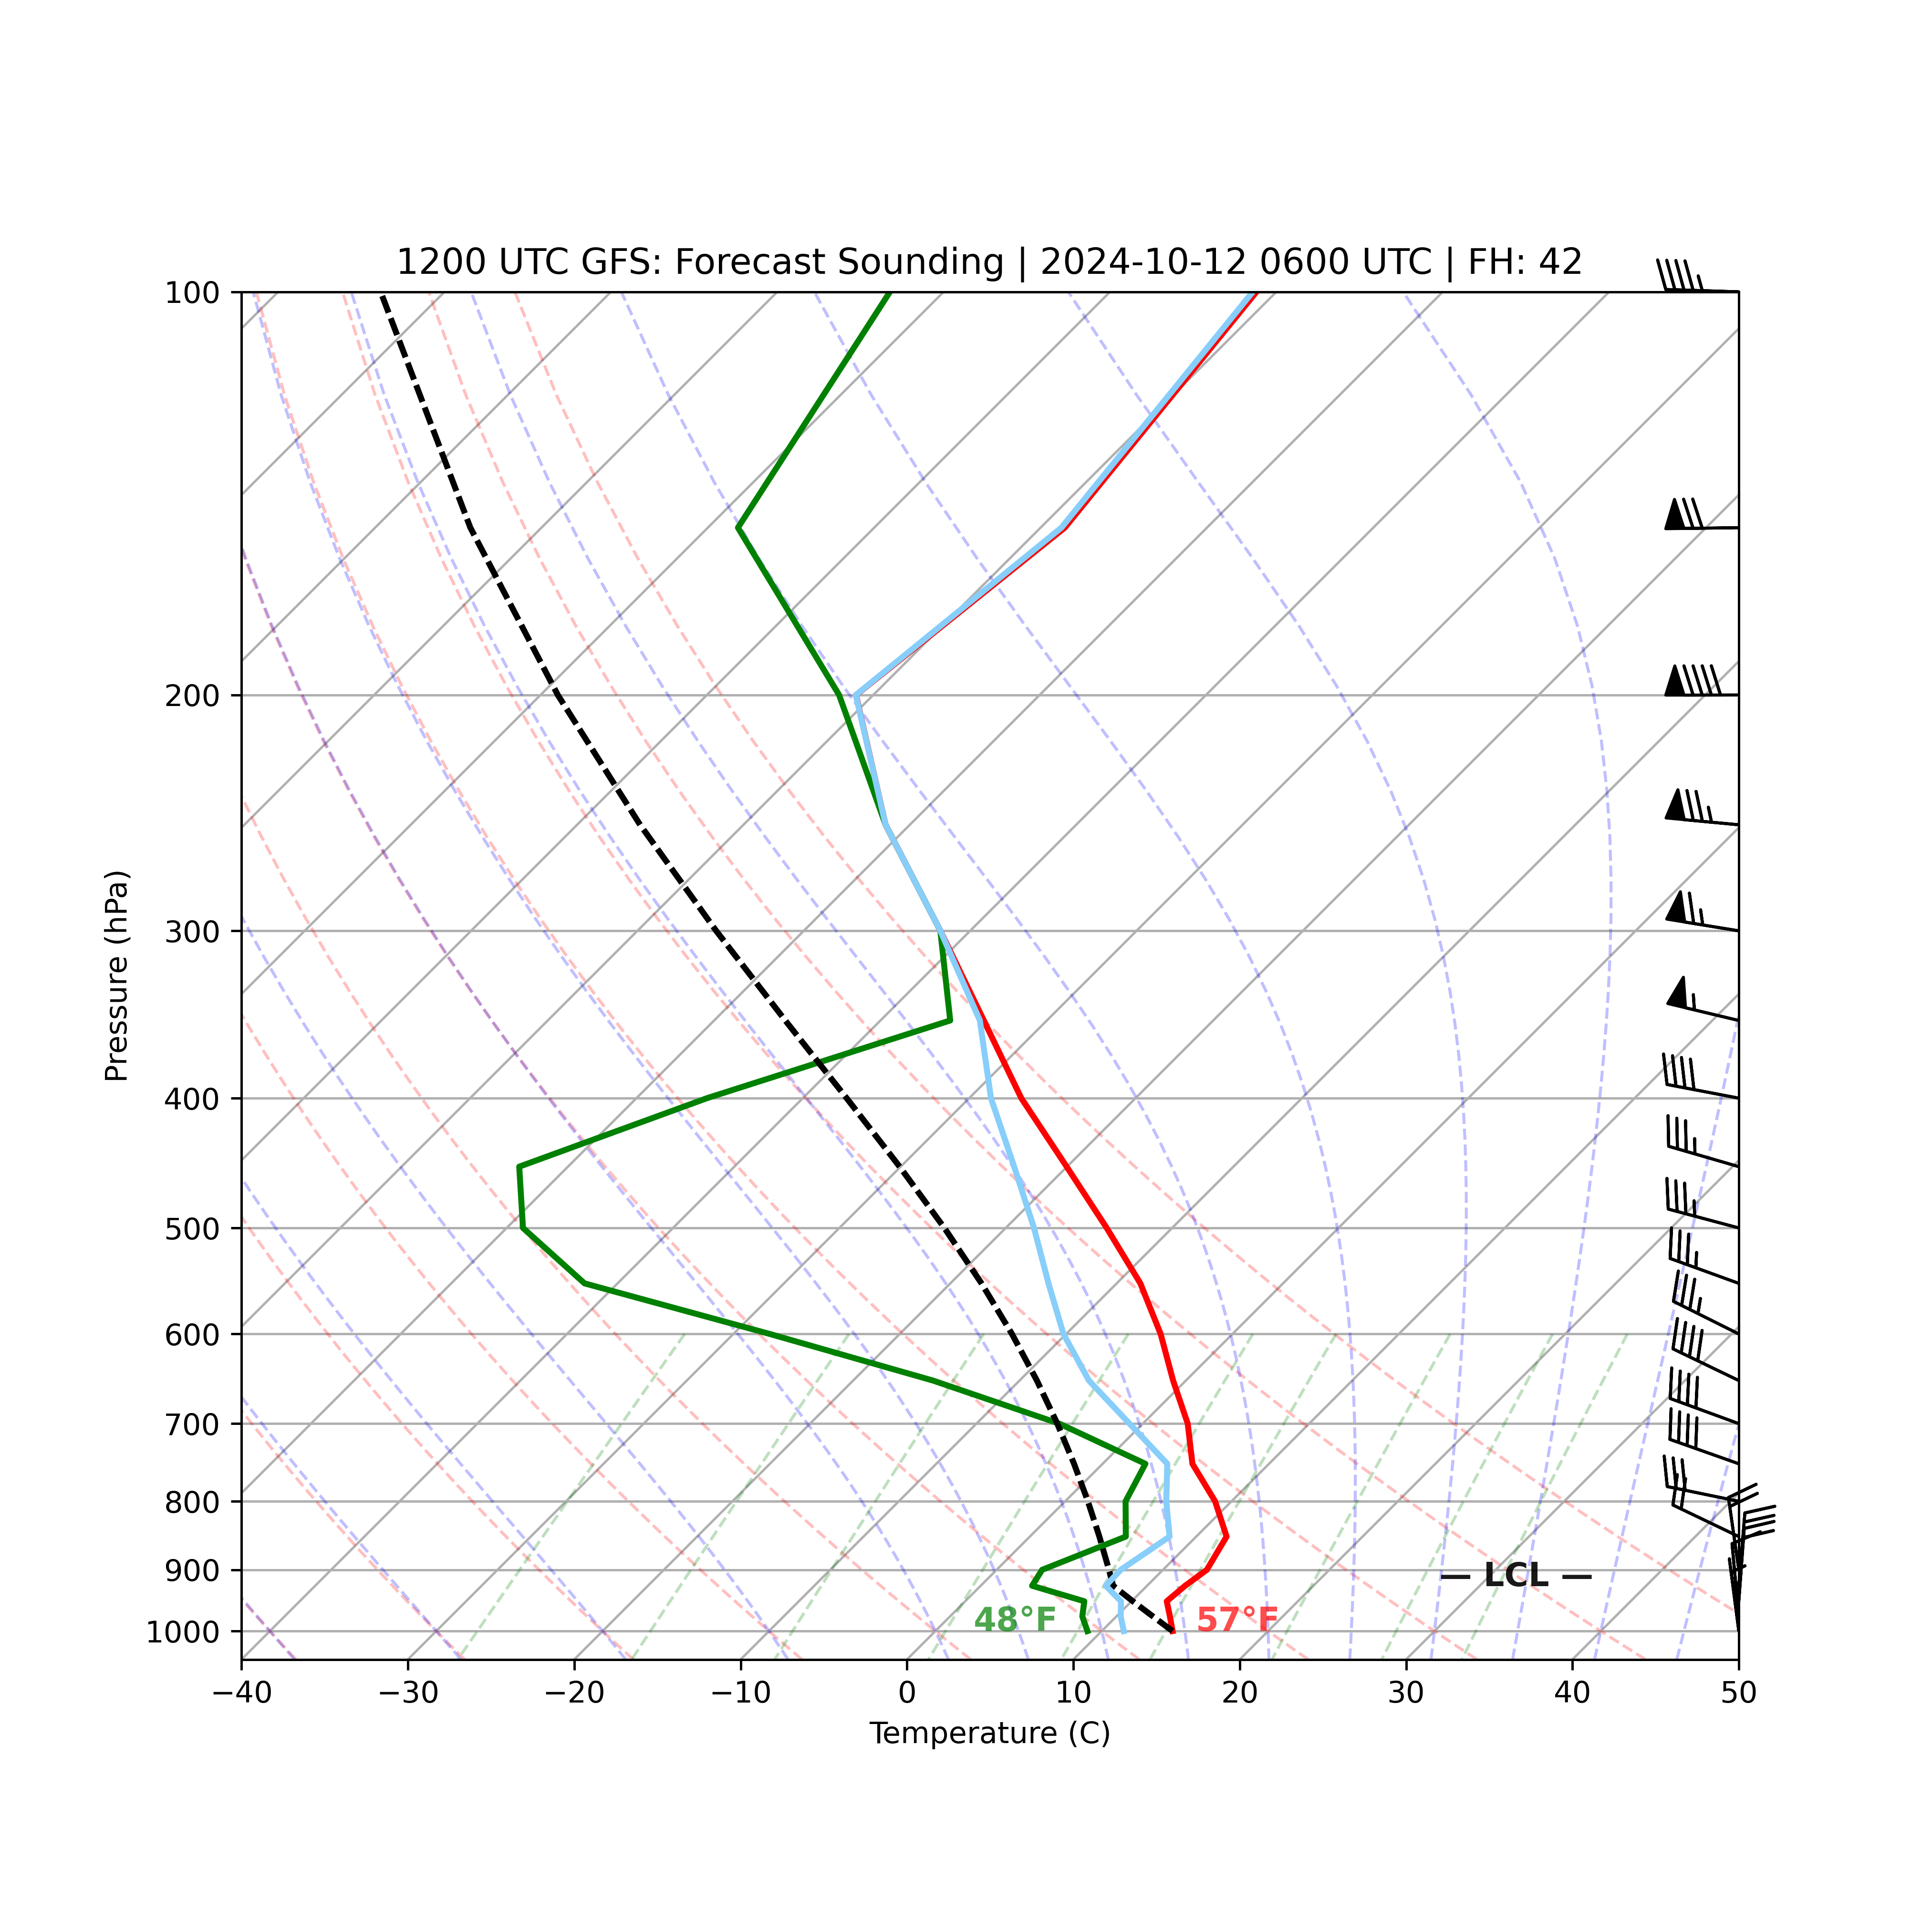 1200 UTC GFS: Forecast Sounding | 2024-10-12 0600 UTC | FH: 42
100
200
300
400
500
600
700
800
900
1000
Pressure (hPa)
— LCL —
48°F
57°F
−40 −30 −20 −10 0 10 20 30 40 50
Temperature (C)